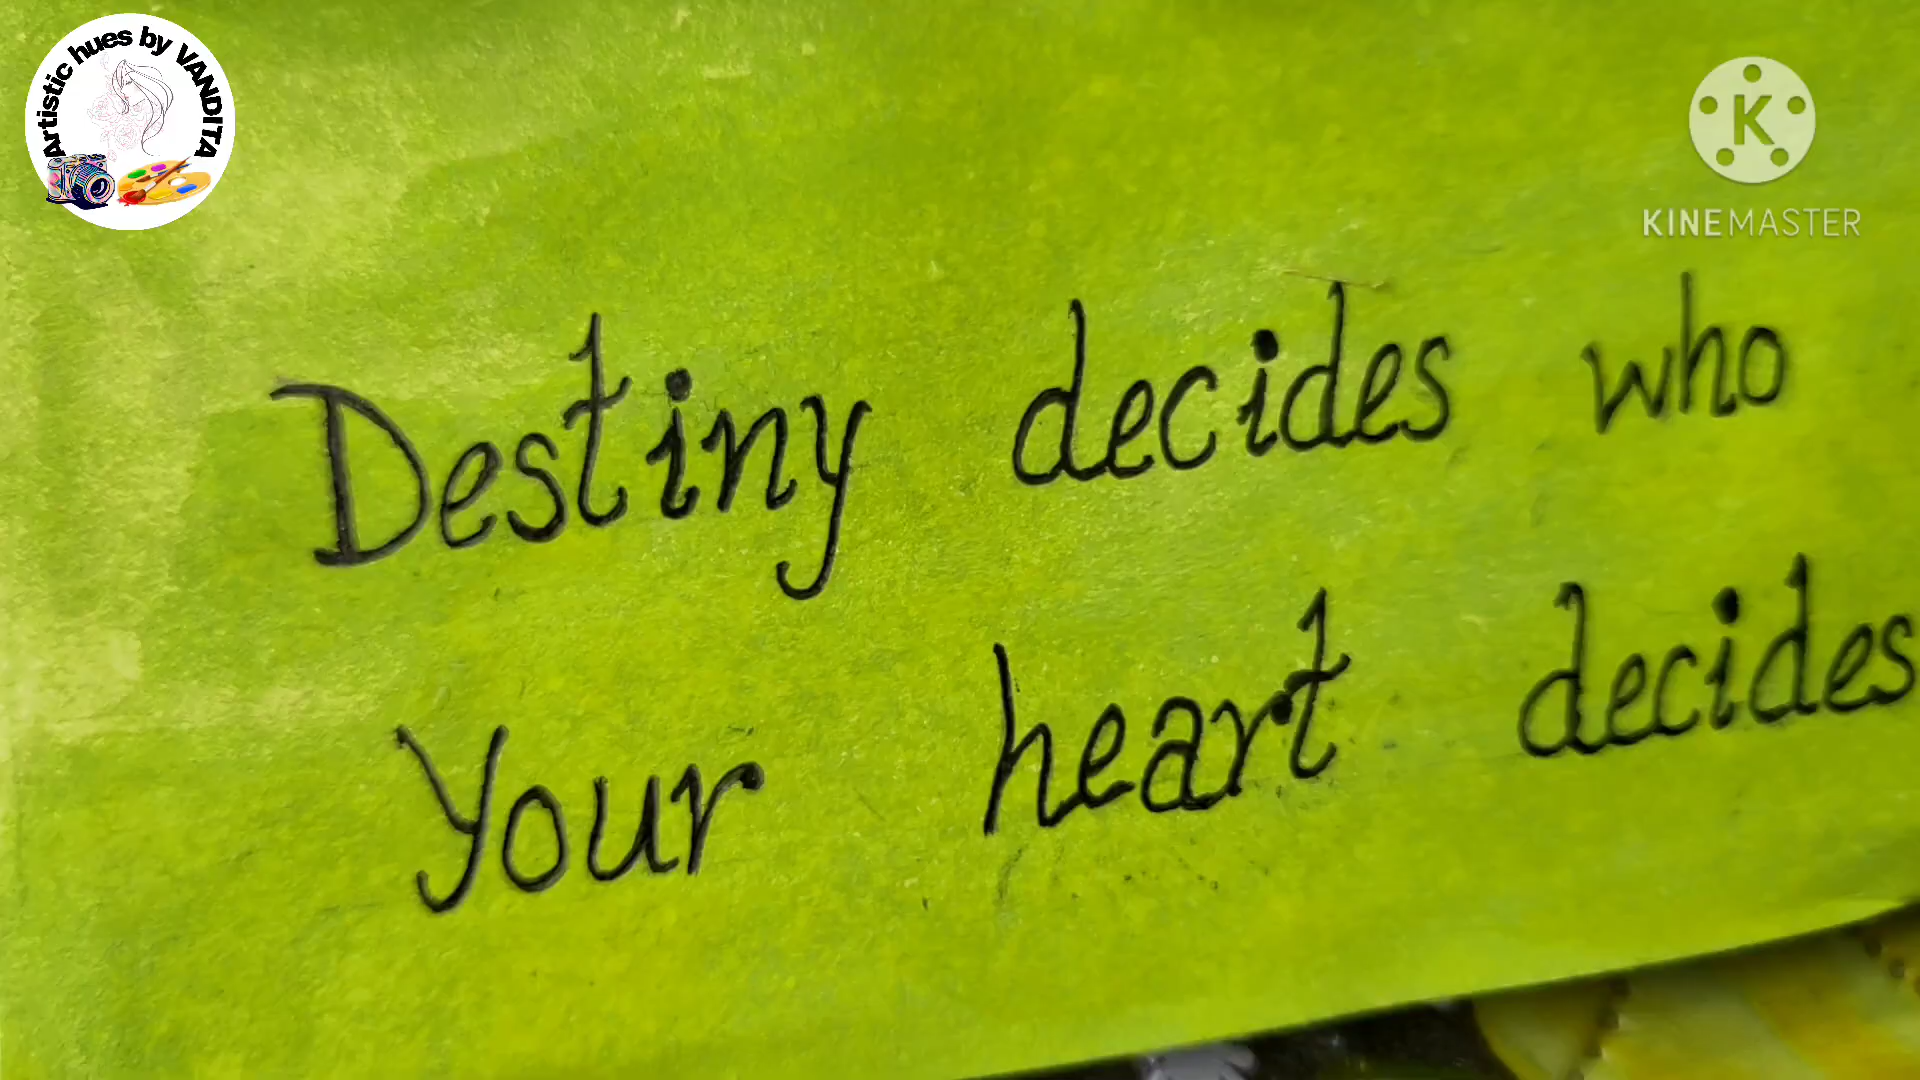 Artistic hues by VANDITA
K
KINEMASTER
Destiny decides who
Your heart decides